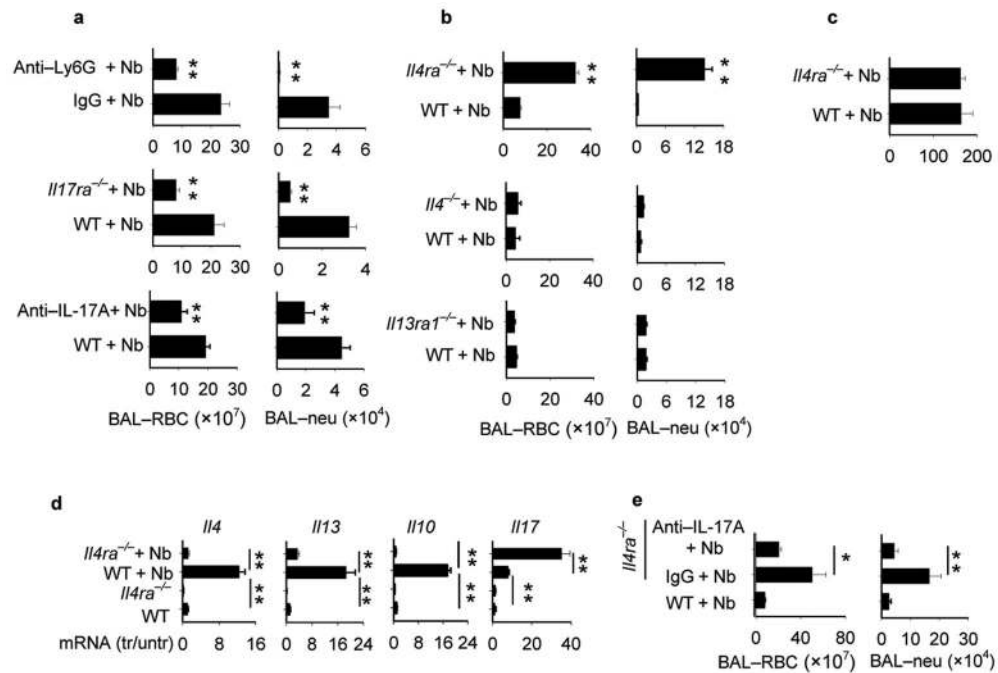 a
Anti–Ly6G + Nb
IgG + Nb
* *
* *
0 10 20 30
0 2 4 6
Il17ra−/− + Nb
WT + Nb
* *
* *
0 10 20 30
0 2 4
Anti–IL-17A+ Nb
WT + Nb
* *
* *
0 10 20 30
0 2 4 6
BAL–RBC (×10⁷) BAL–neu (×10⁴)
b
Il4ra−/− + Nb
WT + Nb
* *
* *
0 20 40
0 6 12 18
Il4−/− + Nb
WT + Nb
0 20 40
0 6 12 18
Il13ra1−/− + Nb
WT + Nb
0 20 40
0 6 12 18
BAL–RBC (×10⁷) BAL–neu (×10⁴)
c
Il4ra−/− + Nb
WT + Nb
0 100 200
d
Il4 Il13 Il10 Il17
Il4ra−/− + Nb
WT + Nb
Il4ra−/−
WT
* * * * * * * *
* * * * * * * *
mRNA (tr/untr) 0 8 16 0 8 16 24 0 8 16 24 0 20 40
e
Il4ra−/−
Anti–IL-17A
+ Nb
IgG + Nb
WT + Nb
*
* *
0 40 80
0 10 20 30
BAL–RBC (×10⁷) BAL–neu (×10⁴)